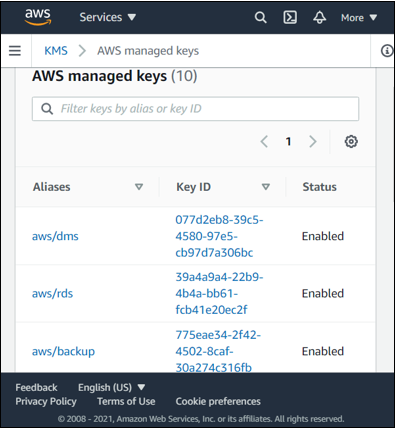 aws Services ▼ More ▼
KMS > AWS managed keys
AWS managed keys (10)
Filter keys by alias or key ID
1
Aliases Key ID Status
aws/dms 077d2eb8-39c5-
4580-97e5-
cb97d7a306bc Enabled
aws/rds 39a4a9a4-22b9-
4b4a-bb61-
fcb41e20ec2f Enabled
aws/backup 775eae34-2f42-
4502-8caf-
30a274c316fb Enabled
Feedback English (US) ▼
Privacy Policy Terms of Use Cookie preferences
© 2008 - 2021, Amazon Web Services, Inc. or its affiliates. All rights reserved.